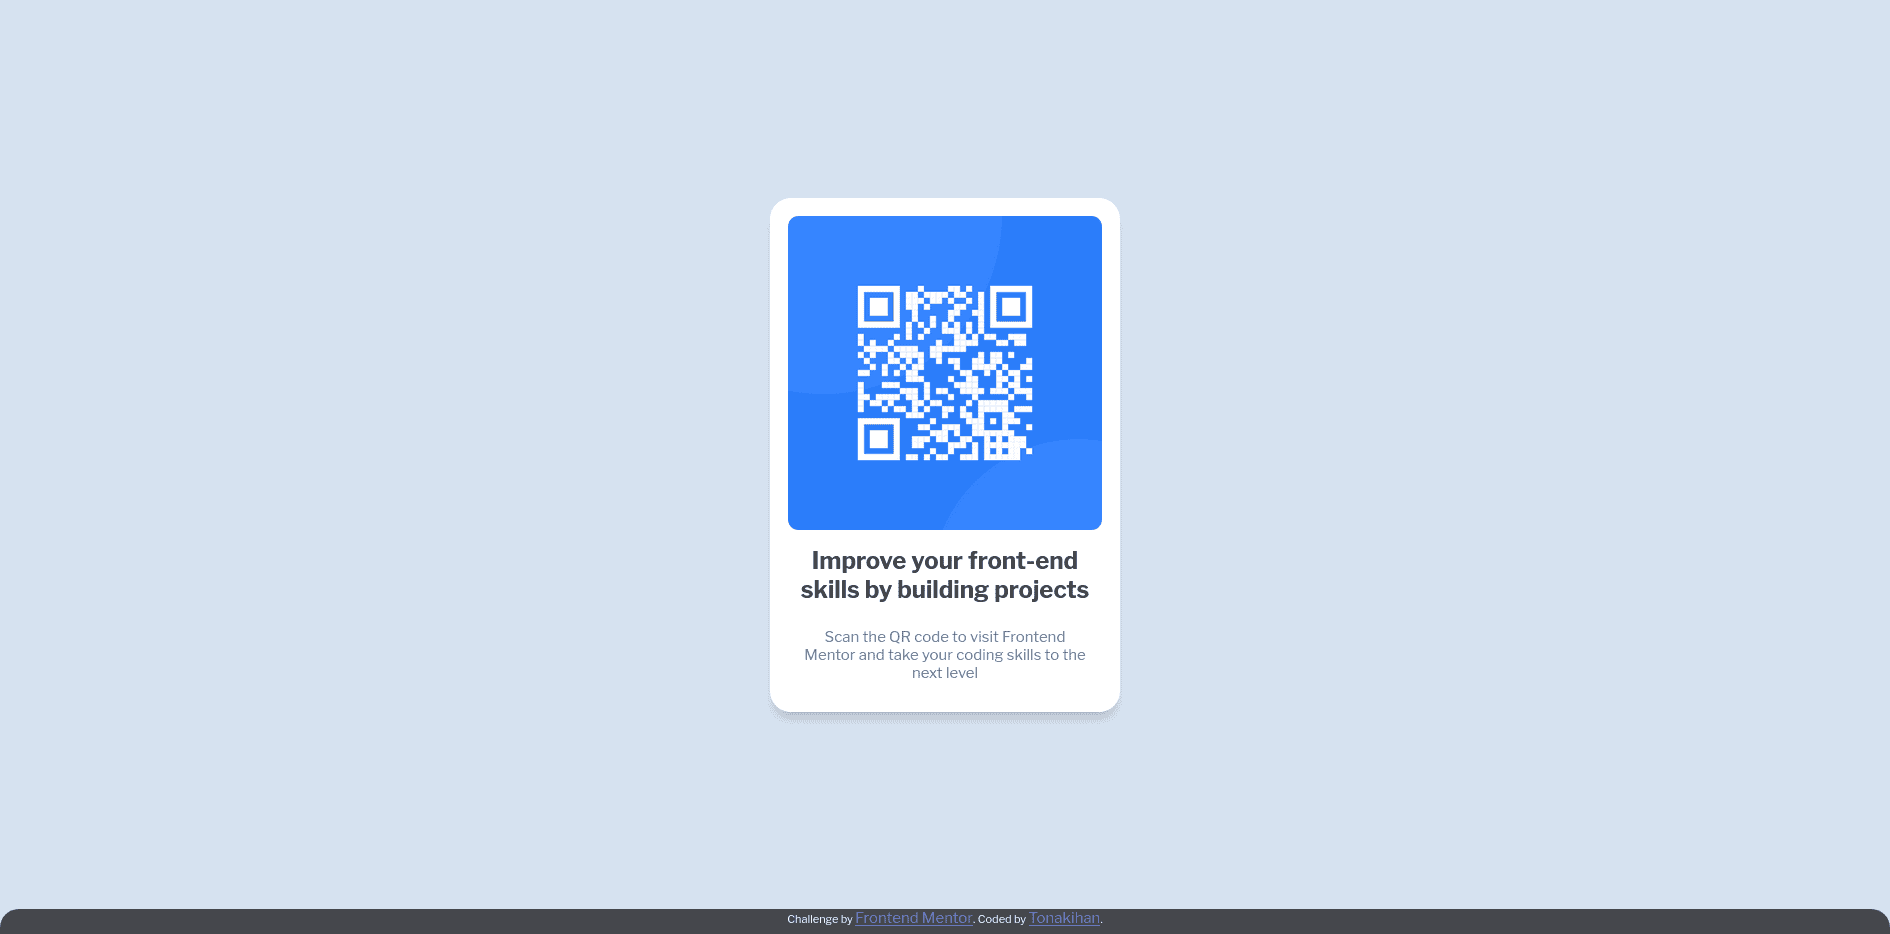 Improve your front-end
skills by building projects
Scan the QR code to visit Frontend
Mentor and take your coding skills to the
next level
Challenge by Frontend Mentor. Coded by Tonakihan.